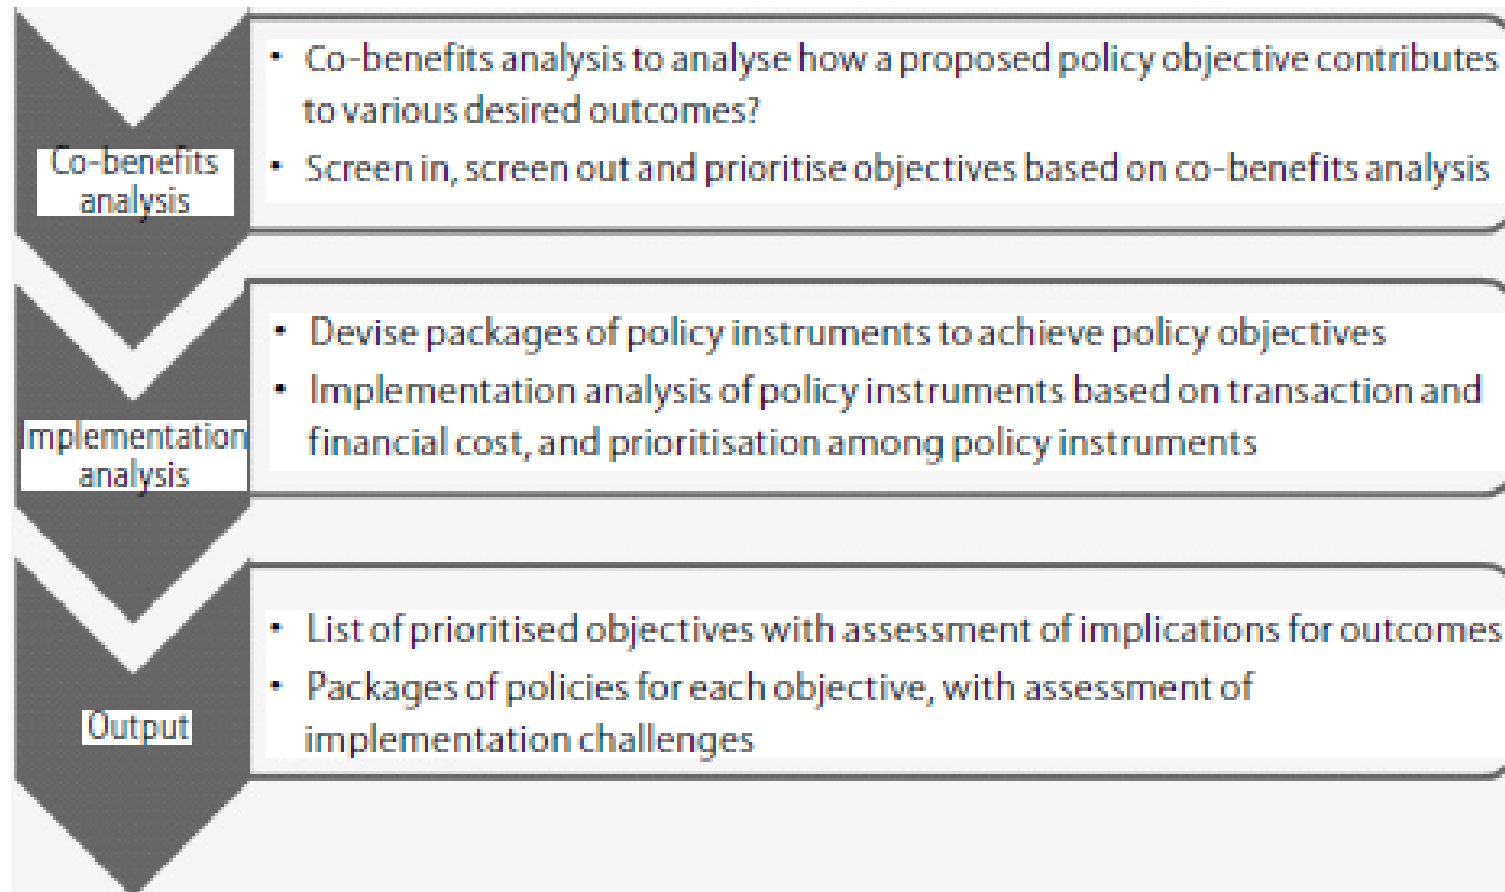 Co-benefits
analysis
• Co-benefits analysis to analyse how a proposed policy objective contributes
to various desired outcomes?
• Screen in, screen out and prioritise objectives based on co-benefits analysis
Implementation
analysis
• Devise packages of policy instruments to achieve policy objectives
• Implementation analysis of policy instruments based on transaction and
financial cost, and prioritisation among policy instruments
Output
• List of prioritised objectives with assessment of implications for outcomes
• Packages of policies for each objective, with assessment of
implementation challenges